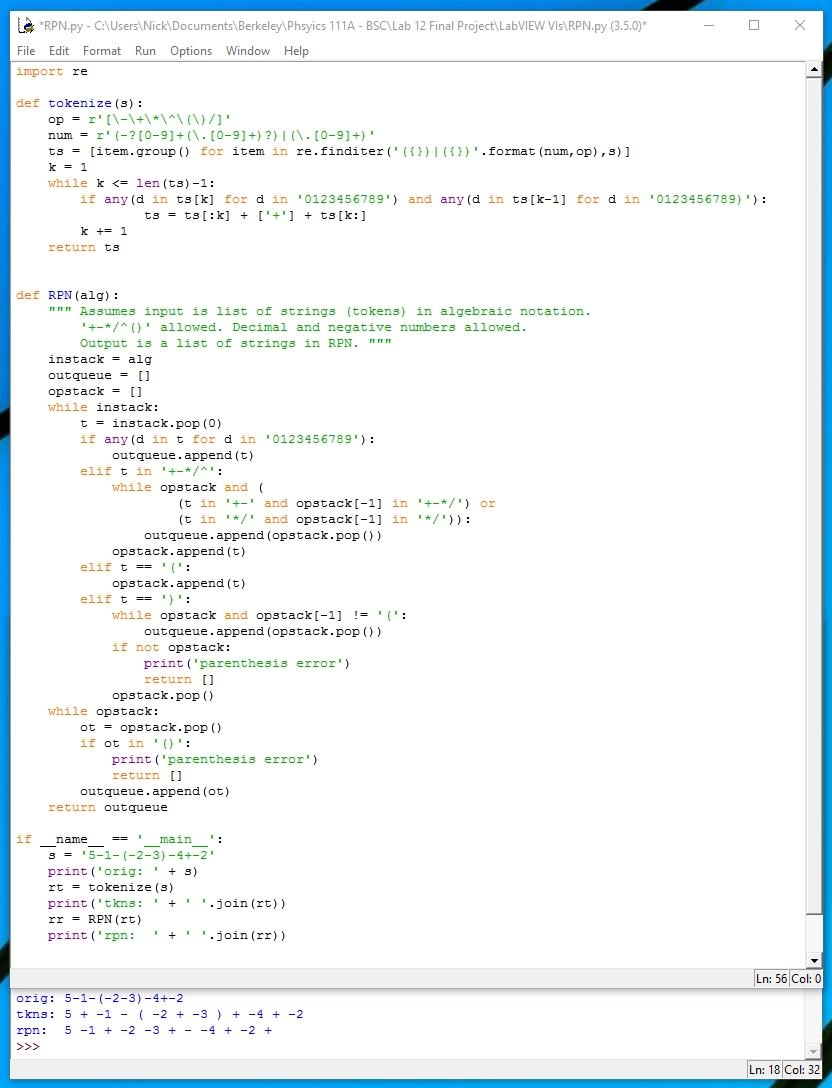 *RPN.py - C:\Users\Nick\Documents\Berkeley\Phsyics 111A - BSC\Lab 12 Final Project\LabVIEW VIs\RPN.py (3.5.0)*
File Edit Format Run Options Window Help
import re

def tokenize(s):
    op = r'[\-\+\*\^\(\)/]'
    num = r'(-?[0-9]+(\.[0-9]+)?)|(\.[0-9]+)'
    ts = [item.group() for item in re.finditer('({})|({})'.format(num,op),s)]
    k = 1
    while k <= len(ts)-1:
        if any(d in ts[k] for d in '0123456789') and any(d in ts[k-1] for d in '0123456789)'):
                ts = ts[:k] + ['+'] + ts[k:]
        k += 1
    return ts


def RPN(alg):
    """ Assumes input is list of strings (tokens) in algebraic notation.
        '+-*/^()' allowed. Decimal and negative numbers allowed.
        Output is a list of strings in RPN. """
    instack = alg
    outqueue = []
    opstack = []
    while instack:
        t = instack.pop(0)
        if any(d in t for d in '0123456789'):
            outqueue.append(t)
        elif t in '+-*/^':
            while opstack and (
                    (t in '+-' and opstack[-1] in '+-*/') or
                    (t in '*/' and opstack[-1] in '*/')):
                outqueue.append(opstack.pop())
            opstack.append(t)
        elif t == '(':
            opstack.append(t)
        elif t == ')':
            while opstack and opstack[-1] != '(':
                outqueue.append(opstack.pop())
            if not opstack:
                print('parenthesis error')
                return []
            opstack.pop()
    while opstack:
        ot = opstack.pop()
        if ot in '()':
            print('parenthesis error')
            return []
        outqueue.append(ot)
    return outqueue

if __name__ == '__main__':
    s = '5-1-(-2-3)-4+-2'
    print('orig: ' + s)
    rt = tokenize(s)
    print('tkns: ' + ' '.join(rt))
    rr = RPN(rt)
    print('rpn:  ' + ' '.join(rr))
Ln: 56 Col: 0
orig: 5-1-(-2-3)-4+-2
tkns: 5 + -1 - ( -2 + -3 ) + -4 + -2
rpn:  5 -1 + -2 -3 + - -4 + -2 +
>>>
Ln: 18 Col: 32